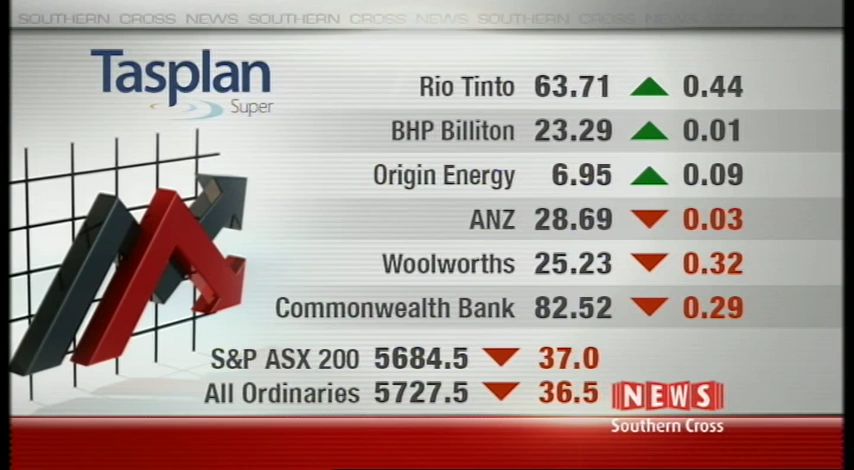 SOUTHERN CROSS NEWS SOUTHERN CROSS NEWS SOUTHERN CROSS
Tasplan
Super
Rio Tinto 63.71 ▲ 0.44
BHP Billiton 23.29 ▲ 0.01
Origin Energy 6.95 ▲ 0.09
ANZ 28.69 ▼ 0.03
Woolworths 25.23 ▼ 0.32
Commonwealth Bank 82.52 ▼ 0.29
S&P ASX 200 5684.5 ▼ 37.0
All Ordinaries 5727.5 ▼ 36.5
NEWS
Southern Cross